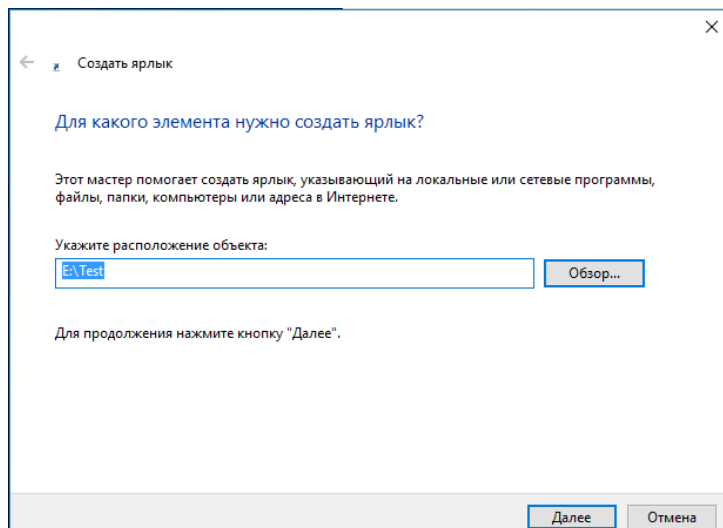 Создать ярлык
Для какого элемента нужно создать ярлык?
Этот мастер помогает создать ярлык, указывающий на локальные или сетевые программы,
файлы, папки, компьютеры или адреса в Интернете.
Укажите расположение объекта:
E:\Test
Обзор...
Для продолжения нажмите кнопку "Далее".
Далее
Отмена